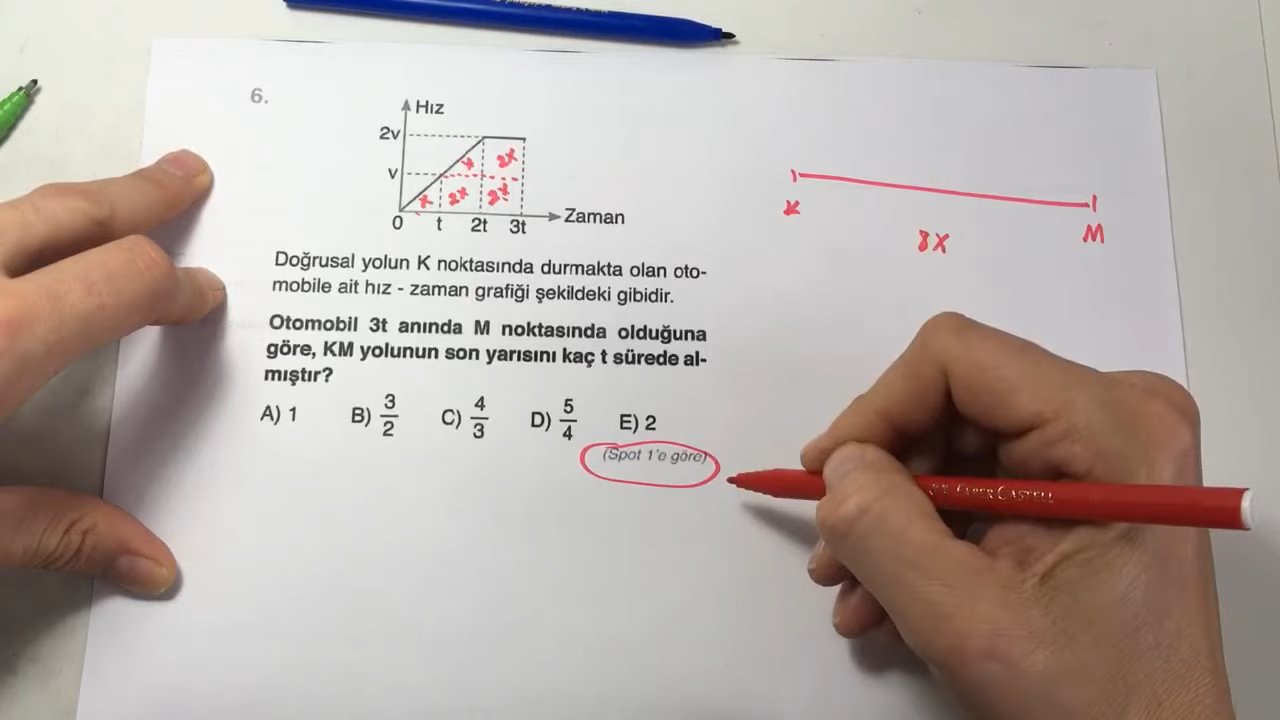 6.
Hız
2v
v
x
2x
x
2x
2x
0
t
2t
3t
Zaman
K
M
8x
Doğrusal yolun K noktasında durmakta olan oto-
mobile ait hız - zaman grafiği şekildeki gibidir.
Otomobil 3t anında M noktasında olduğuna
göre, KM yolunun son yarısını kaç t sürede al-
mıştır?
A) 1 B) 3/2 C) 4/3 D) 5/4 E) 2
(Spot 1'e göre)
FABER CASTELL